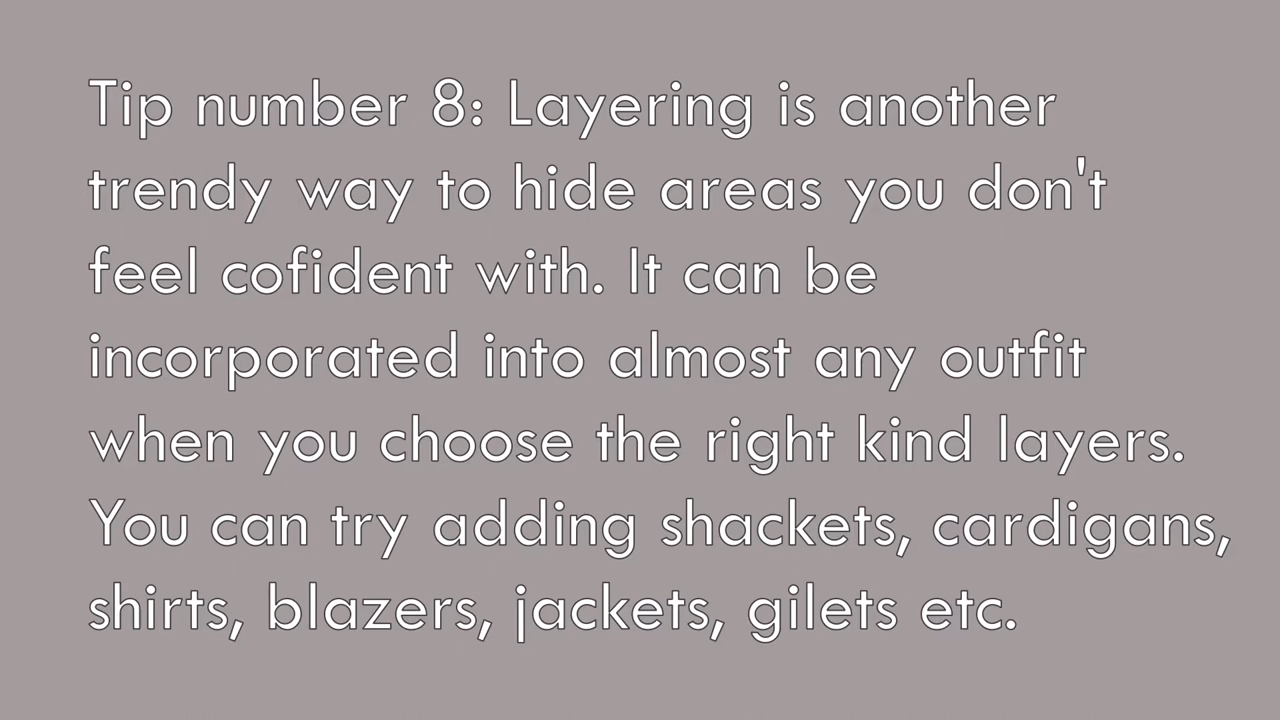 Tip number 8: Layering is another
trendy way to hide areas you don't
feel cofident with. It can be
incorporated into almost any outfit
when you choose the right kind layers.
You can try adding shackets, cardigans,
shirts, blazers, jackets, gilets etc.